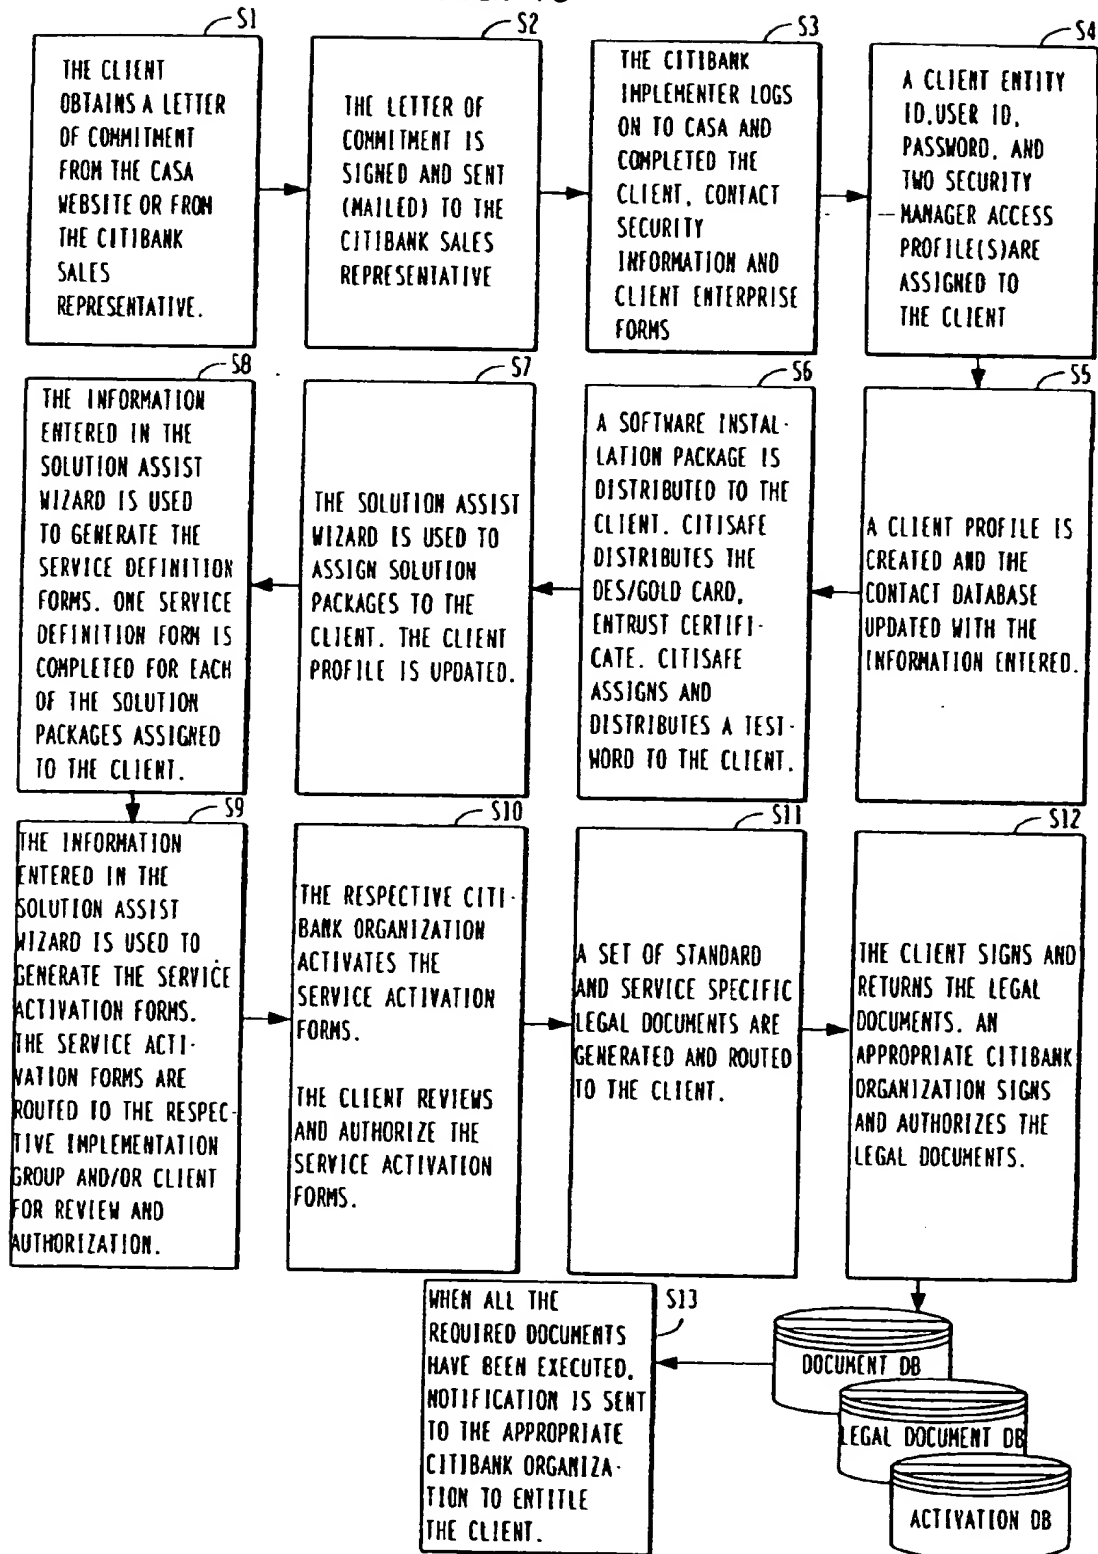 S1
THE CLIENT
OBTAINS A LETTER
OF COMMITMENT
FROM THE CASA
WEBSITE OR FROM
THE CITIBANK
SALES
REPRESENTATIVE.
S2
THE LETTER OF
COMMITMENT IS
SIGNED AND SENT
(MAILED) TO THE
CITIBANK SALES
REPRESENTATIVE
S3
THE CITIBANK
IMPLEMENTER LOGS
ON TO CASA AND
COMPLETED THE
CLIENT, CONTACT
SECURITY
INFORMATION AND
CLIENT ENTERPRISE
FORMS
S4
A CLIENT ENTITY
ID,USER ID,
PASSWORD, AND
TWO SECURITY
MANAGER ACCESS
PROFILE(S)ARE
ASSIGNED TO
THE CLIENT
S5
A CLIENT PROFILE IS
CREATED AND THE
CONTACT DATABASE
UPDATED WITH THE
INFORMATION ENTERED.
S6
A SOFTWARE INSTAL-
LATION PACKAGE IS
DISTRIBUTED TO THE
CLIENT. CITISAFE
DISTRIBUTES THE
DES/GOLD CARD,
ENTRUST CERTIFI-
CATE. CITISAFE
ASSIGNS AND
DISTRIBUTES A TEST-
WORD TO THE CLIENT.
S7
THE SOLUTION ASSIST
WIZARD IS USED TO
ASSIGN SOLUTION
PACKAGES TO THE
CLIENT. THE CLIENT
PROFILE IS UPDATED.
S8
THE INFORMATION
ENTERED IN THE
SOLUTION ASSIST
WIZARD IS USED
TO GENERATE THE
SERVICE DEFINITION
FORMS. ONE SERVICE
DEFINITION FORM IS
COMPLETED FOR EACH
OF THE SOLUTION
PACKAGES ASSIGNED
TO THE CLIENT.
S9
THE INFORMATION
ENTERED IN THE
SOLUTION ASSIST
WIZARD IS USED TO
GENERATE THE SERVICE
ACTIVATION FORMS.
THE SERVICE ACTI-
VATION FORMS ARE
ROUTED TO THE RESPEC-
TIVE IMPLEMENTATION
GROUP AND/OR CLIENT
FOR REVIEW AND
AUTHORIZATION.
S10
THE RESPECTIVE CITI-
BANK ORGANIZATION
ACTIVATES THE
SERVICE ACTIVATION
FORMS.
THE CLIENT REVIEWS
AND AUTHORIZE THE
SERVICE ACTIVATION
FORMS.
S11
A SET OF STANDARD
AND SERVICE SPECIFIC
LEGAL DOCUMENTS ARE
GENERATED AND ROUTED
TO THE CLIENT.
S12
THE CLIENT SIGNS AND
RETURNS THE LEGAL
DOCUMENTS. AN
APPROPRIATE CITIBANK
ORGANIZATION SIGNS
AND AUTHORIZES THE
LEGAL DOCUMENTS.
DOCUMENT DB
LEGAL DOCUMENT DB
ACTIVATION DB
S13
WHEN ALL THE
REQUIRED DOCUMENTS
HAVE BEEN EXECUTED,
NOTIFICATION IS SENT
TO THE APPROPRIATE
CITIBANK ORGANIZA-
TION TO ENTITLE
THE CLIENT.